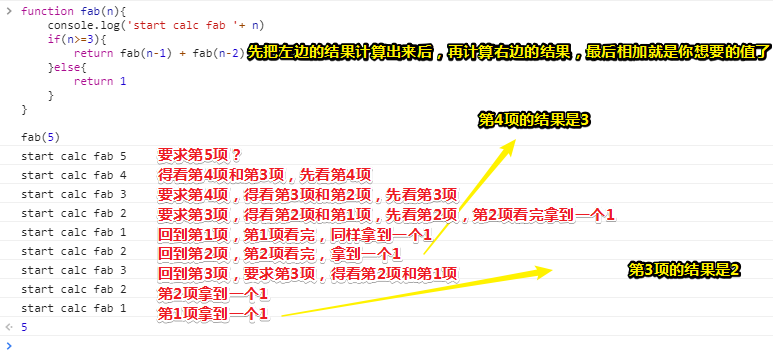 function fab(n){
console.log('start calc fab '+ n)
if(n>=3){
return fab(n-1) + fab(n-2) 先把左边的结果计算出来后，再计算右边的结果，最后相加就是你想要的值了
}else{
return 1
}
}
第4项的结果是3
fab(5)
start calc fab 5 要求第5项？
start calc fab 4 得看第4项和第3项，先看第4项
start calc fab 3 要求第4项，得看第3项和第2项，先看第3项
start calc fab 2 要求第3项，得看第2项和第1项，先看第2项，第2项看完拿到一个1
start calc fab 1 回到第1项，第1项看完，同样拿到一个1
start calc fab 2 回到第2项，第2项看完，拿到一个1
start calc fab 3 回到第3项，要求第3项，得看第2项和第1项
第3项的结果是2
start calc fab 2 第2项拿到一个1
start calc fab 1 第1项拿到一个1
5